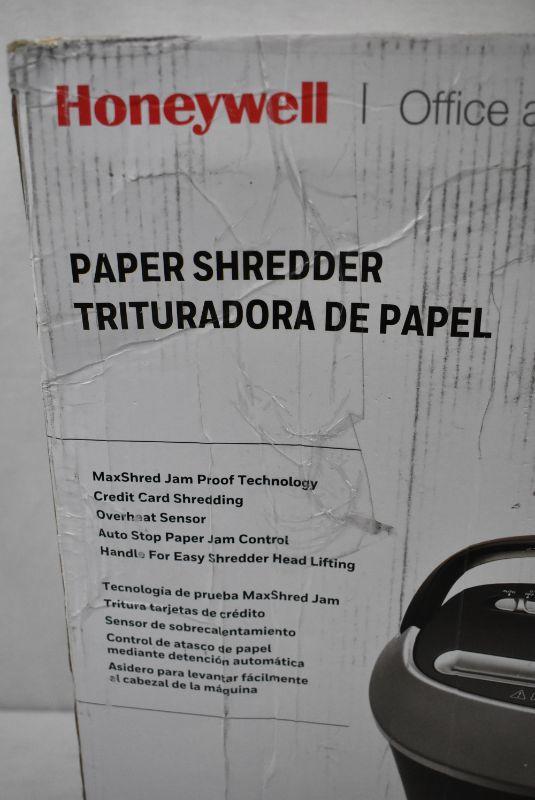 Honeywell | Office a
PAPER SHREDDER
TRITURADORA DE PAPEL
MaxShred Jam Proof Technology
Credit Card Shredding
Overheat Sensor
Auto Stop Paper Jam Control
Handle For Easy Shredder Head Lifting
Tecnología de prueba MaxShred Jam
Tritura tarjetas de crédito
Sensor de sobrecalentamiento
Control de atasco de papel
mediante detención automática
Asidero para levantar fácilmente
el cabezal de la máquina